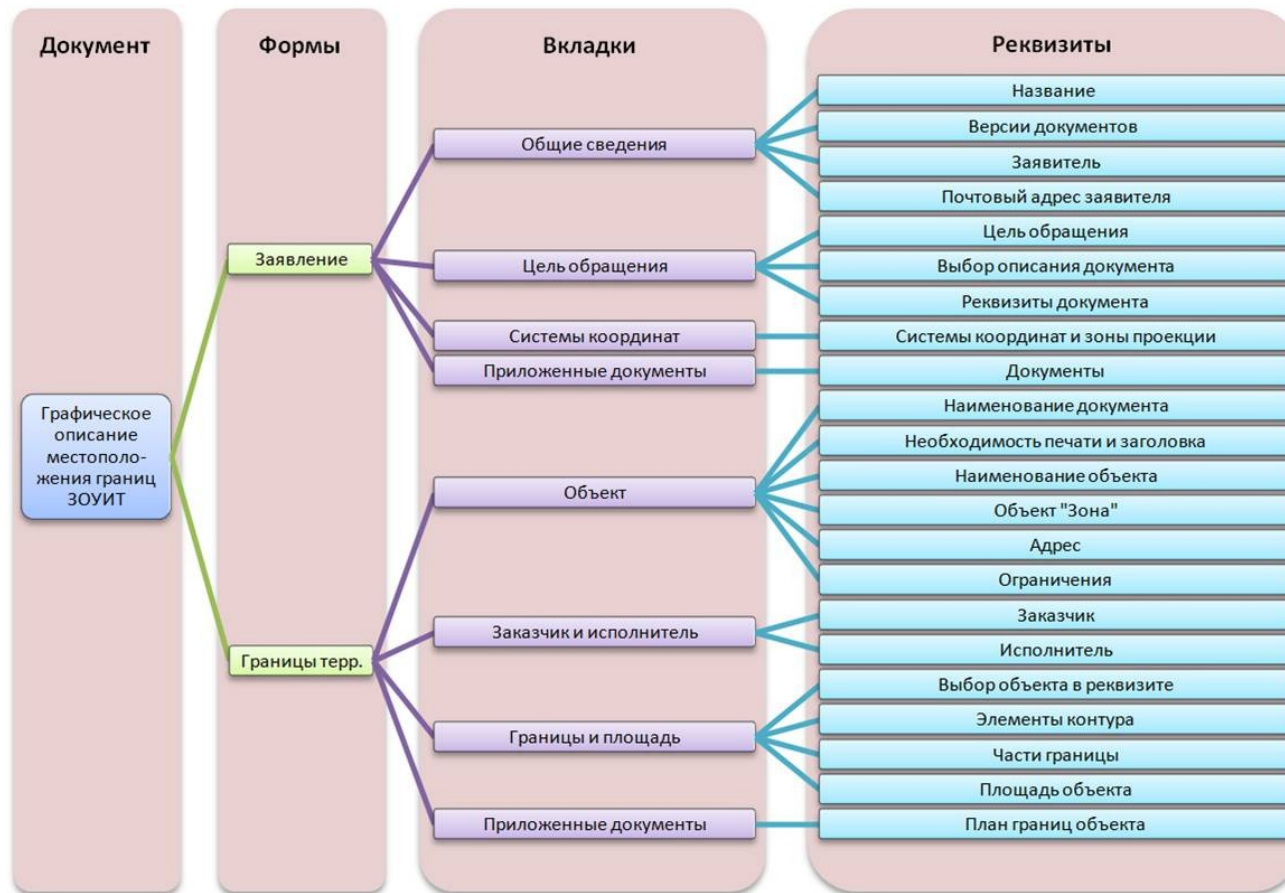 Документ
Формы
Вкладки
Реквизиты
Графическое
описание
местополо-
жения границ
ЗОУИТ
Заявление
Границы терр.
Общие сведения
Цель обращения
Системы координат
Приложенные документы
Объект
Заказчик и исполнитель
Границы и площадь
Приложенные документы
Название
Версии документов
Заявитель
Почтовый адрес заявителя
Цель обращения
Выбор описания документа
Реквизиты документа
Системы координат и зоны проекции
Документы
Наименование документа
Необходимость печати и заголовка
Наименование объекта
Объект "Зона"
Адрес
Ограничения
Заказчик
Исполнитель
Выбор объекта в реквизите
Элементы контура
Части границы
Площадь объекта
План границ объекта